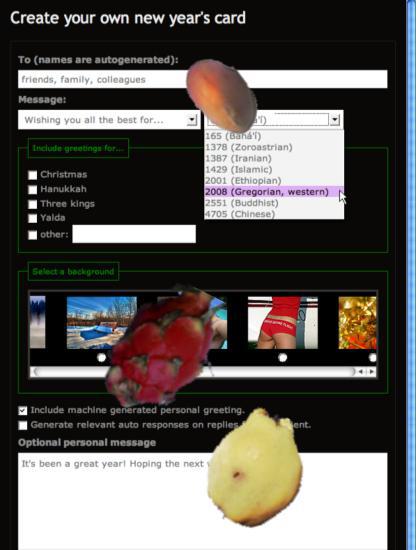 Create your own new year's card
To (names are autogenerated):
friends, family, colleagues
Message:
Wishing you all the best for...
165 (Bahá'í)
1378 (Zoroastrian)
1387 (Iranian)
1429 (Islamic)
2001 (Ethiopian)
2008 (Gregorian, western)
2551 (Buddhist)
4705 (Chinese)
Include greetings for...
Christmas
Hanukkah
Three kings
Yalda
other:
Select a background
Include machine generated personal greeting.
Generate relevant auto responses on replies
Optional personal message
It's been a great year! Hoping the next